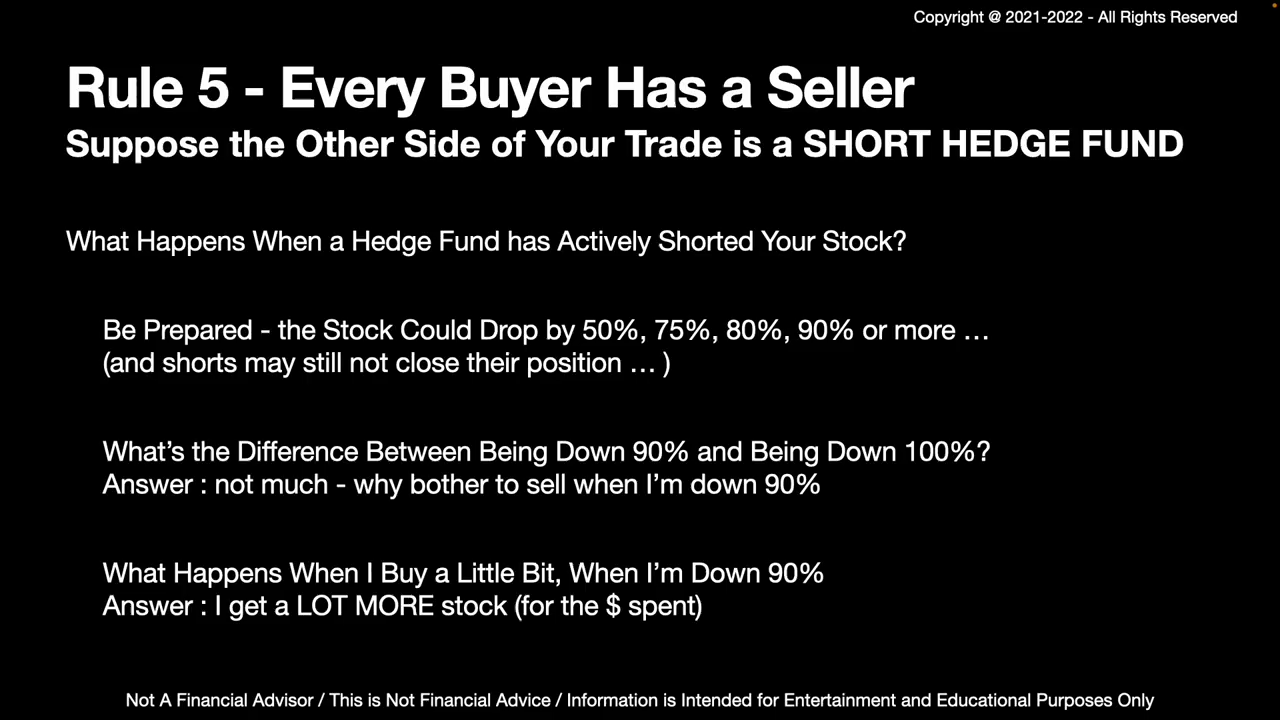 Copyright @ 2021-2022 - All Rights Reserved
Rule 5 - Every Buyer Has a Seller
Suppose the Other Side of Your Trade is a SHORT HEDGE FUND
What Happens When a Hedge Fund has Actively Shorted Your Stock?
Be Prepared - the Stock Could Drop by 50%, 75%, 80%, 90% or more …
(and shorts may still not close their position … )
What’s the Difference Between Being Down 90% and Being Down 100%?
Answer : not much - why bother to sell when I’m down 90%
What Happens When I Buy a Little Bit, When I’m Down 90%
Answer : I get a LOT MORE stock (for the $ spent)
Not A Financial Advisor / This is Not Financial Advice / Information is Intended for Entertainment and Educational Purposes Only